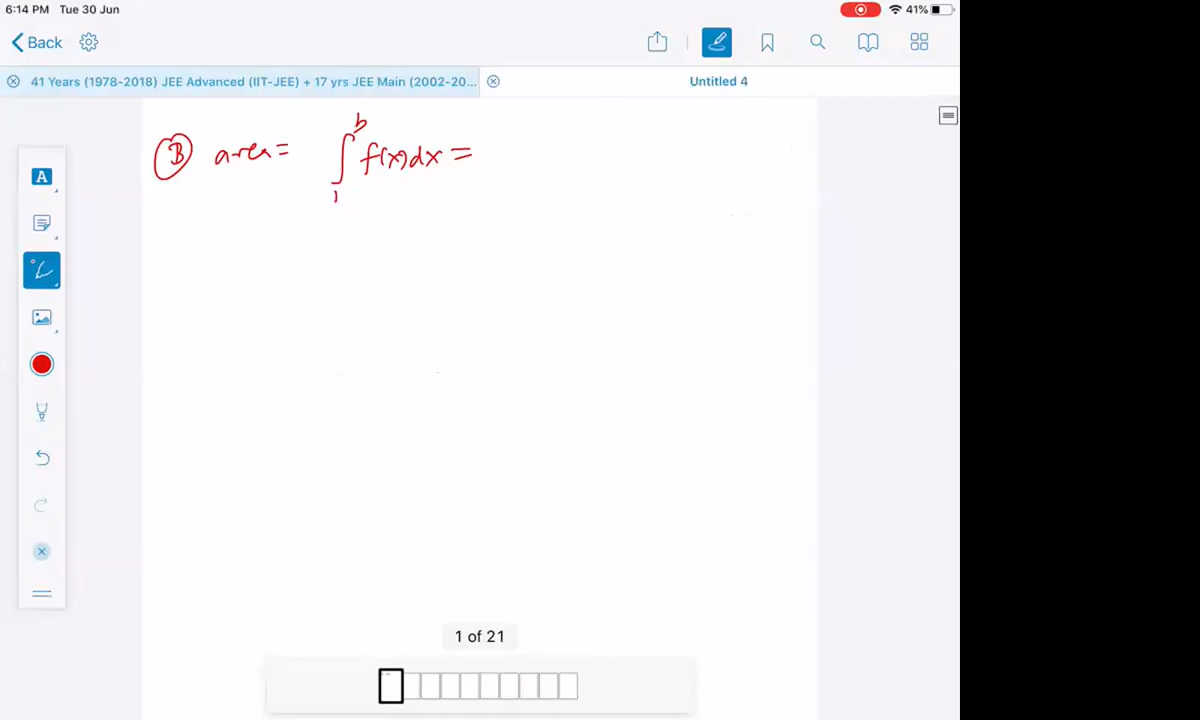 6:14 PM Tue 30 Jun
41%
Back
41 Years (1978-2018) JEE Advanced (IIT-JEE) + 17 yrs JEE Main (2002-20...
Untitled 4
A
③ area = ∫₁ᵇ f(x)dx =
1 of 21